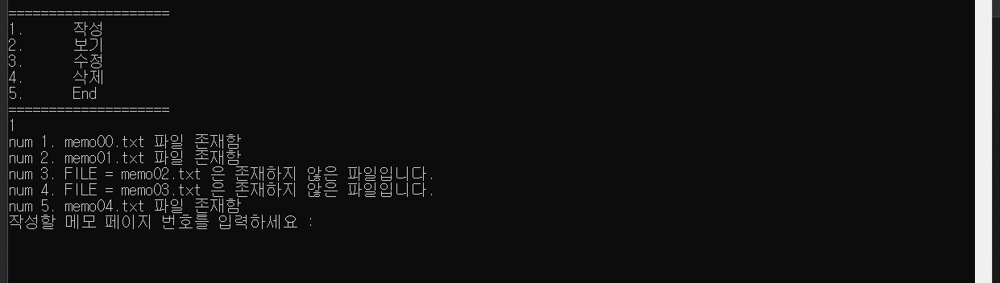 ====================
1.      작성
2.      보기
3.      수정
4.      삭제
5.      End
====================
1
num 1. memo00.txt 파일 존재함
num 2. memo01.txt 파일 존재함
num 3. FILE = memo02.txt 은 존재하지 않은 파일입니다.
num 4. FILE = memo03.txt 은 존재하지 않은 파일입니다.
num 5. memo04.txt 파일 존재함
작성할 메모 페이지 번호를 입력하세요 :